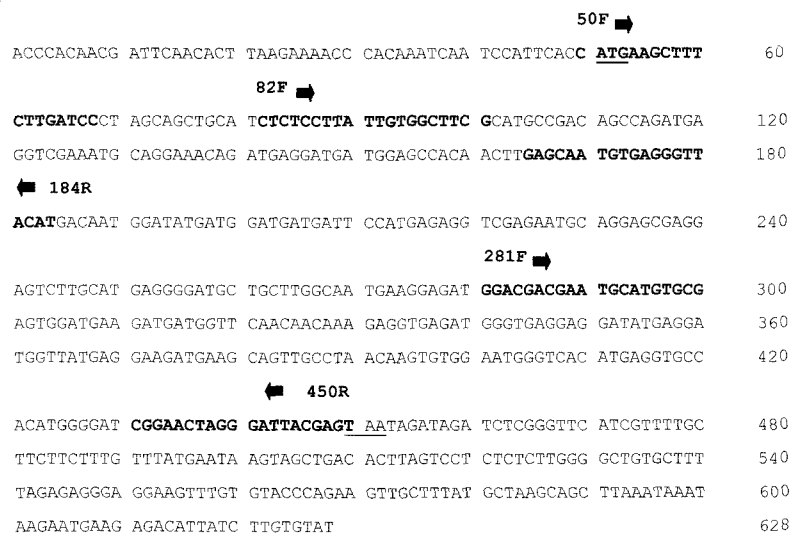 50F
ACCCACAACG ATTCAACACT TAAGAAAACC CACAAATCAA TCCATTCACC ATGAAGCTTT 60
82F
CTTGATCCCT AGCAGCTGCA TCTCTCCTTA TTGTGGCTTCG GCATGCCGAC AGCCAGATGA 120
GGTCGAAATG CAGGAAACAG ATGAGGATGA TGGAGCCACA ACTTGAGCAA TGTGAGGGTT 180
184R
ACATGACAAT GGATATGATG GATGATGATT CCATGAGAGG TCGAGAATGC AGGAGCGAGG 240
281F
AGTCTTGCAT GAGGGGATGC TGCTTGGCAA TGAAGGAGAT GGACGACGAA TGCATGTGCG 300
AGTGGATGAA GATGATGGTT CAACAACAAA GAGGTGAGAT GGGTGAGGAG GATATGAGGA 360
TGGTTATGAG GAAGATGAAG CAGTTGCCTA ACAAGTGTGG AATGGGTCAC ATGAGGTGCC 420
450R
ACATGGGGAT CGGAACTAGG GATTACGAGT AATAGATAGA TCTCGGGTTC ATCGTTTTGC 480
TTCTTCTTTG TTTATGAATA AGTAGCTGAC ACTTAGTCCT CTCTCTTGGG GCTGTGCTTT 540
TAGAGAGGGA GGAAGTTTGT GTACCCAGAA GTTGCTTTAT GCTAAGCAGC TTAAATAAAT 600
AAGAATGAAG AGACATTATC TTGTGTAT 628